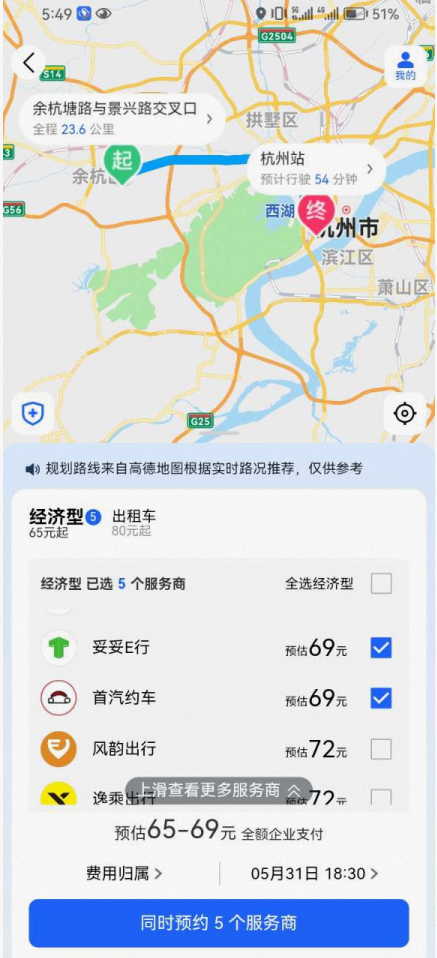 5:49
5G
4G
51%
G2504
S14
我的
余杭塘路与景兴路交叉口
全程 23.6 公里
拱墅区
起
杭州站
预计行驶 54 分钟
3
余杭
G56
西湖
终
杭州市
滨江区
萧山区
G25
规划路线来自高德地图根据实时路况推荐，仅供参考
经济型 5
出租车
65元起
80元起
经济型 已选 5 个服务商
全选经济型
妥妥E行
预估69元
首汽约车
预估69元
风韵出行
预估72元
逸乘出行
预估72元
上滑查看更多服务商
预估65-69元 全额企业支付
费用归属
05月31日 18:30
同时预约 5 个服务商